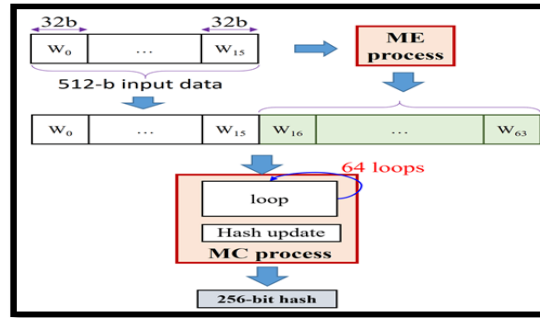 32b 32b
W₀ ... W₁₅
ME
process
512-b input data
W₀ ... W₁₅ W₁₆ ... W₆₃
64 loops
loop
Hash update
MC process
256-bit hash